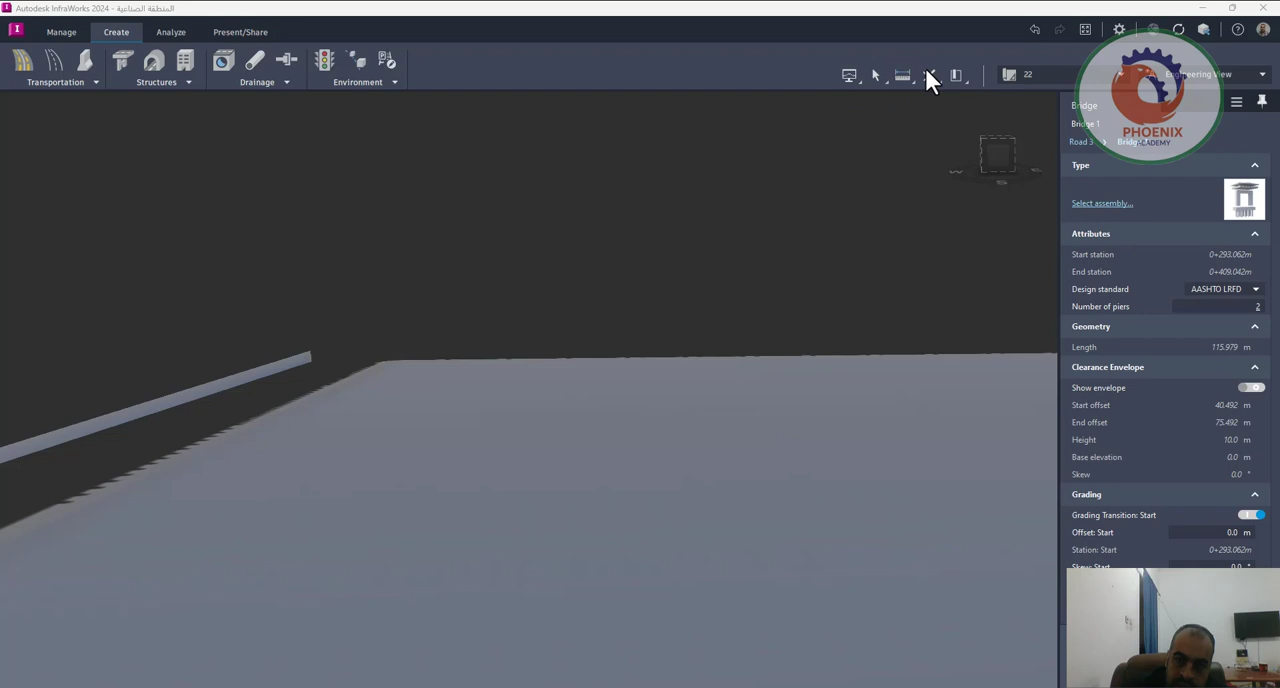 Autodesk InfraWorks 2024 - المنطقة الصناعية
Manage
Create
Analyze
Present/Share
Transportation
Structures
Drainage
Environment
22
Engineering View
PHOENIX
ACADEMY
Bridge
Bridge 1
Road 3
Type
Select assembly...
Attributes
Start station 0+293.062m
End station 0+409.042m
Design standard AASHTO LRFD
Number of piers 2
Geometry
Length 115.979 m
Clearance Envelope
Show envelope
Start offset 40.492 m
End offset 75.492 m
Height 10.0 m
Base elevation 0.0 m
Skew 0.0 °
Grading
Grading Transition: Start
Offset: Start 0.0 m
Station: Start 0+293.062m
Skew: Start 0.0 °
W
S
E